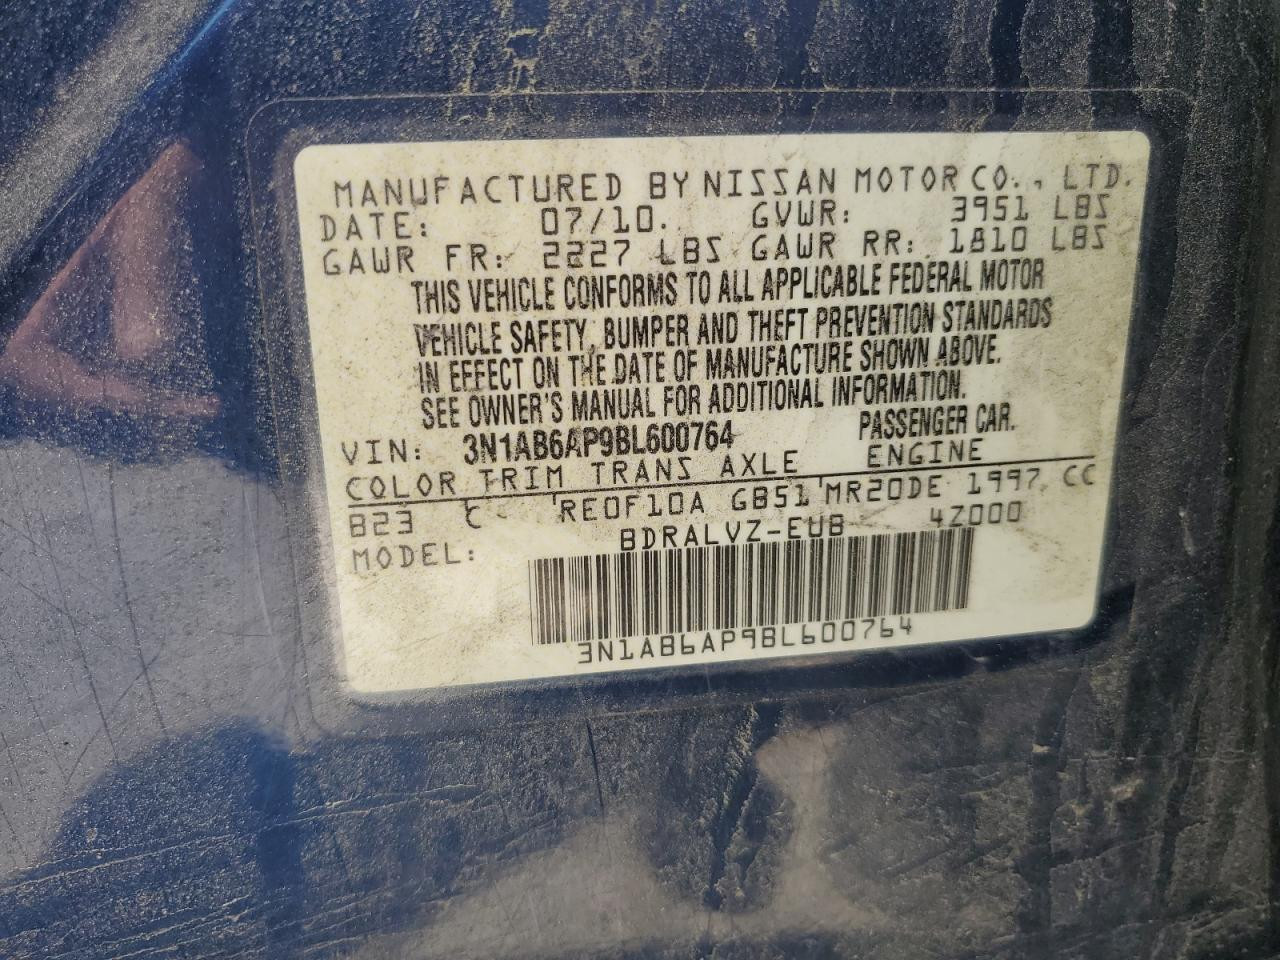 MANUFACTURED BY NISSAN MOTOR CO., LTD.
DATE: 07/10. GVWR: 3951 LBS
GAWR FR: 2227 LBS GAWR RR: 1810 LBS
THIS VEHICLE CONFORMS TO ALL APPLICABLE FEDERAL MOTOR
VEHICLE SAFETY, BUMPER AND THEFT PREVENTION STANDARDS
IN EFFECT ON THE DATE OF MANUFACTURE SHOWN ABOVE.
SEE OWNER'S MANUAL FOR ADDITIONAL INFORMATION.
VIN: 3N1AB6AP9BL600764 PASSENGER CAR.
COLOR TRIM TRANS AXLE ENGINE
B23 C RE0F10A GB51 MR20DE 1997 CC
MODEL: BDRALVZ-EUB 4Z000
3N1AB6AP9BL600764